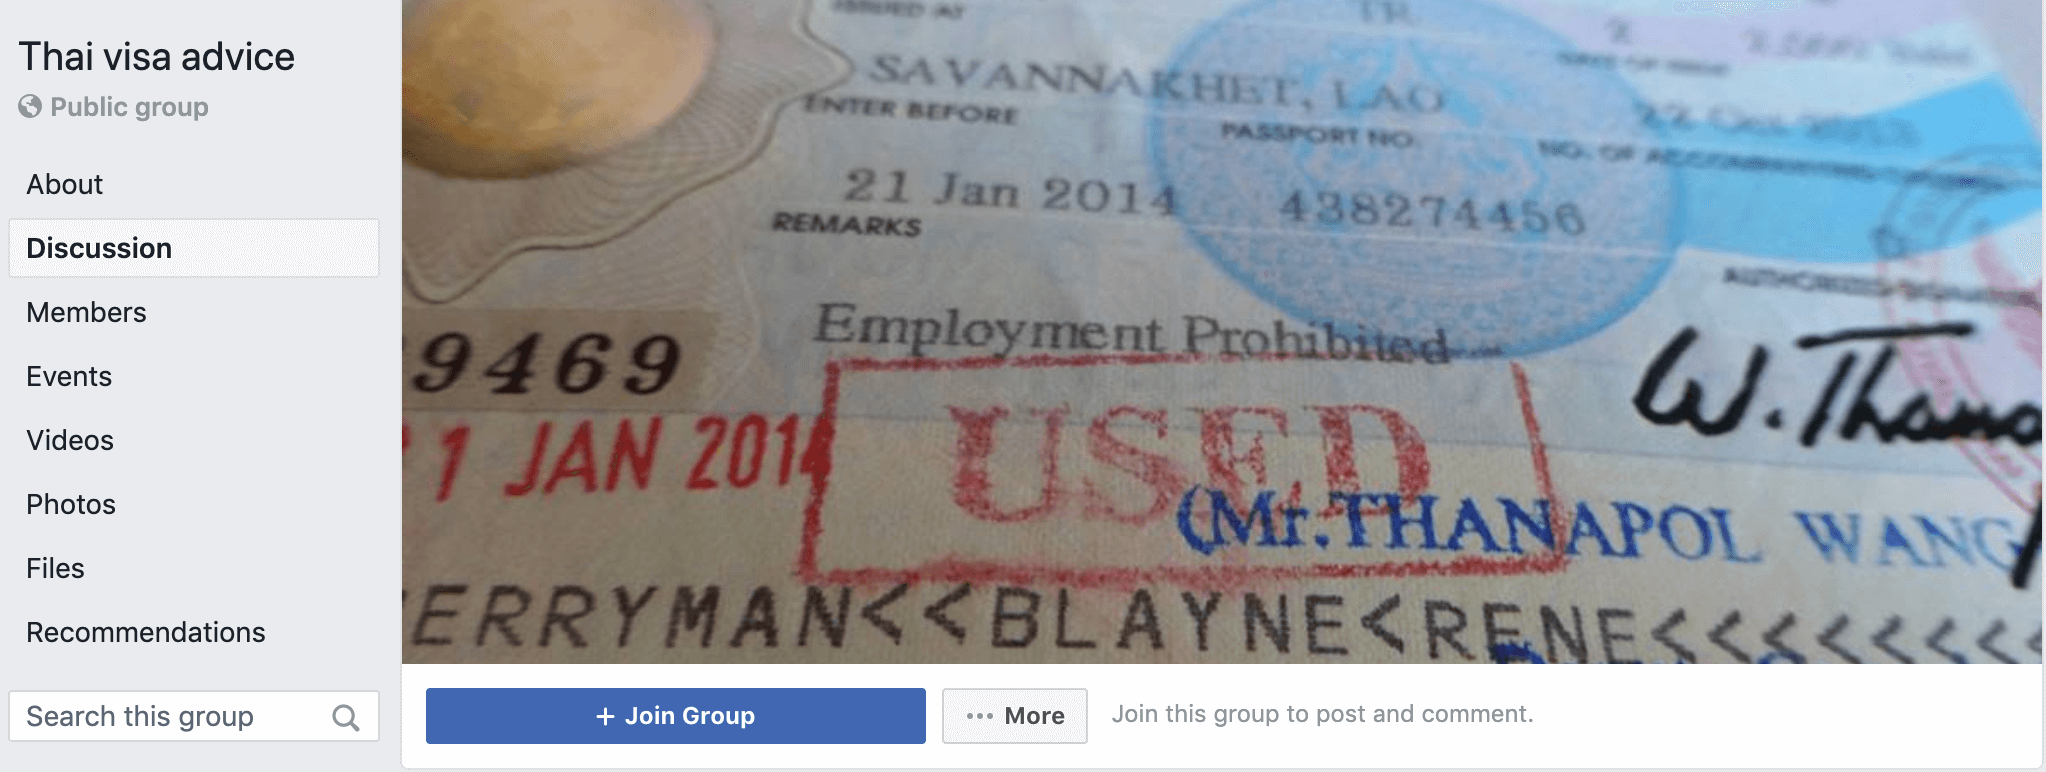 Thai visa advice
Public group
About
Discussion
Members
Events
Videos
Photos
Files
Recommendations
Search this group
ISSUED AT
TR
SAVANNAKHET, LAO
ENTER BEFORE
PASSPORT NO.
21 Jan 2014
438274456
REMARKS
Employment Prohibited
9469
1 JAN 2014
USED
W. Thana
(Mr.THANAPOL WANG
ERRYMAN<<BLAYNE<RENE<<<<<<<<
+ Join Group
••• More
Join this group to post and comment.